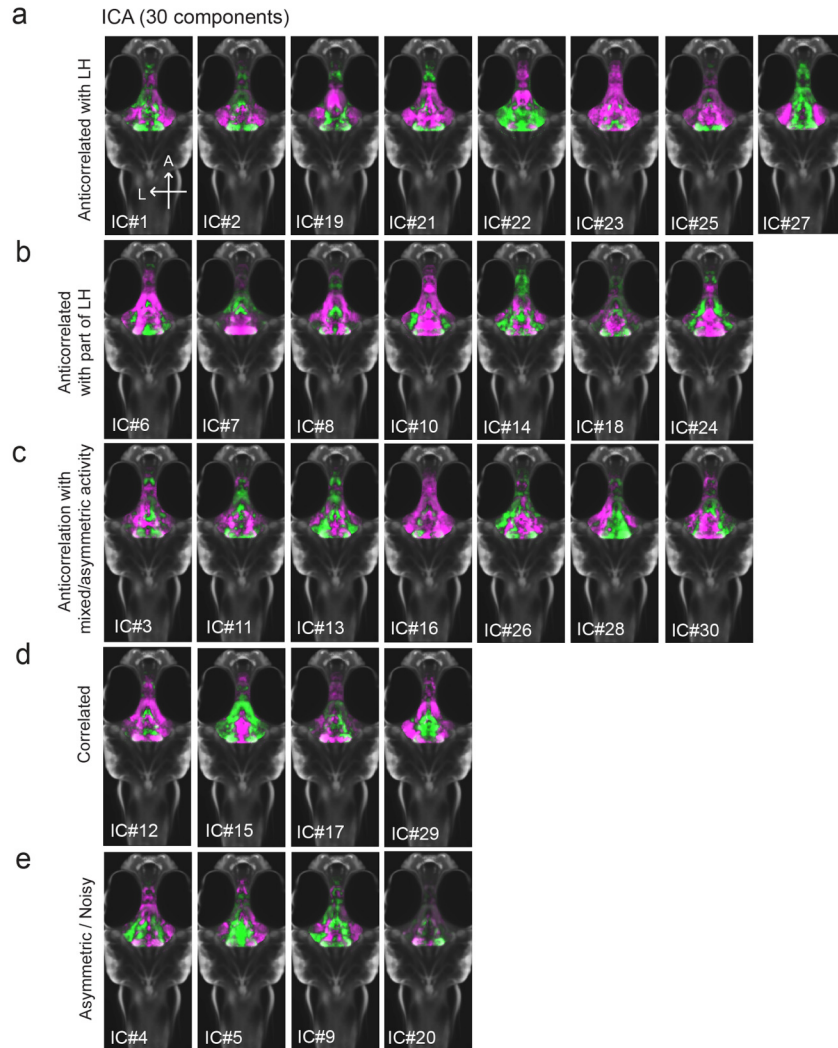 a
ICA (30 components)
Anticorrelated with LH
A
L
IC#1
IC#2
IC#19
IC#21
IC#22
IC#23
IC#25
IC#27
b
Anticorrelated
with part of LH
IC#6
IC#7
IC#8
IC#10
IC#14
IC#18
IC#24
c
Anticorrelation with
mixed/asymmetric activity
IC#3
IC#11
IC#13
IC#16
IC#26
IC#28
IC#30
d
Correlated
IC#12
IC#15
IC#17
IC#29
e
Asymmetric / Noisy
IC#4
IC#5
IC#9
IC#20